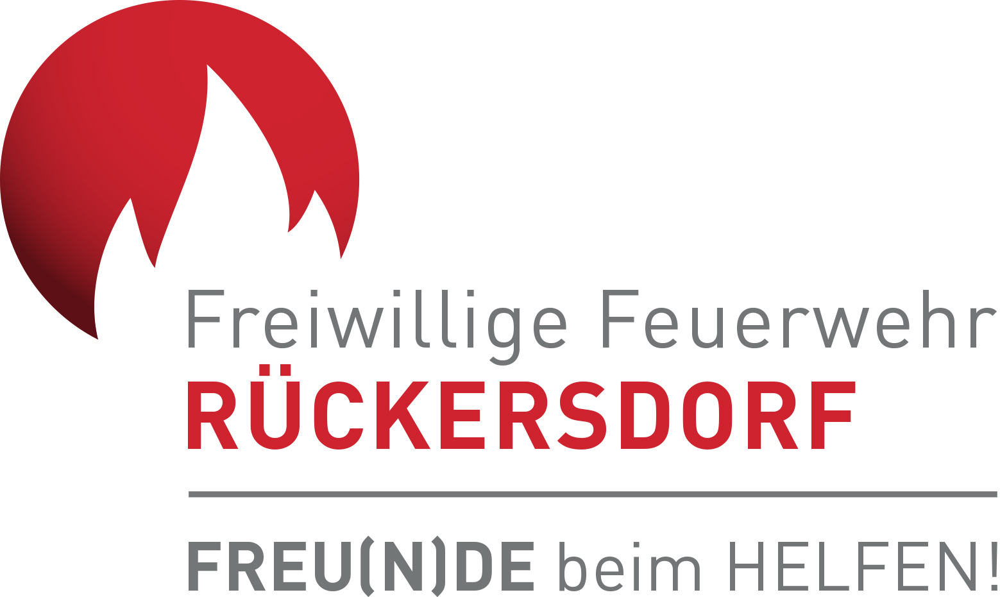 Freiwillige Feuerwehr
RÜCKERSDORF
FREU(N)DE beim HELFEN!